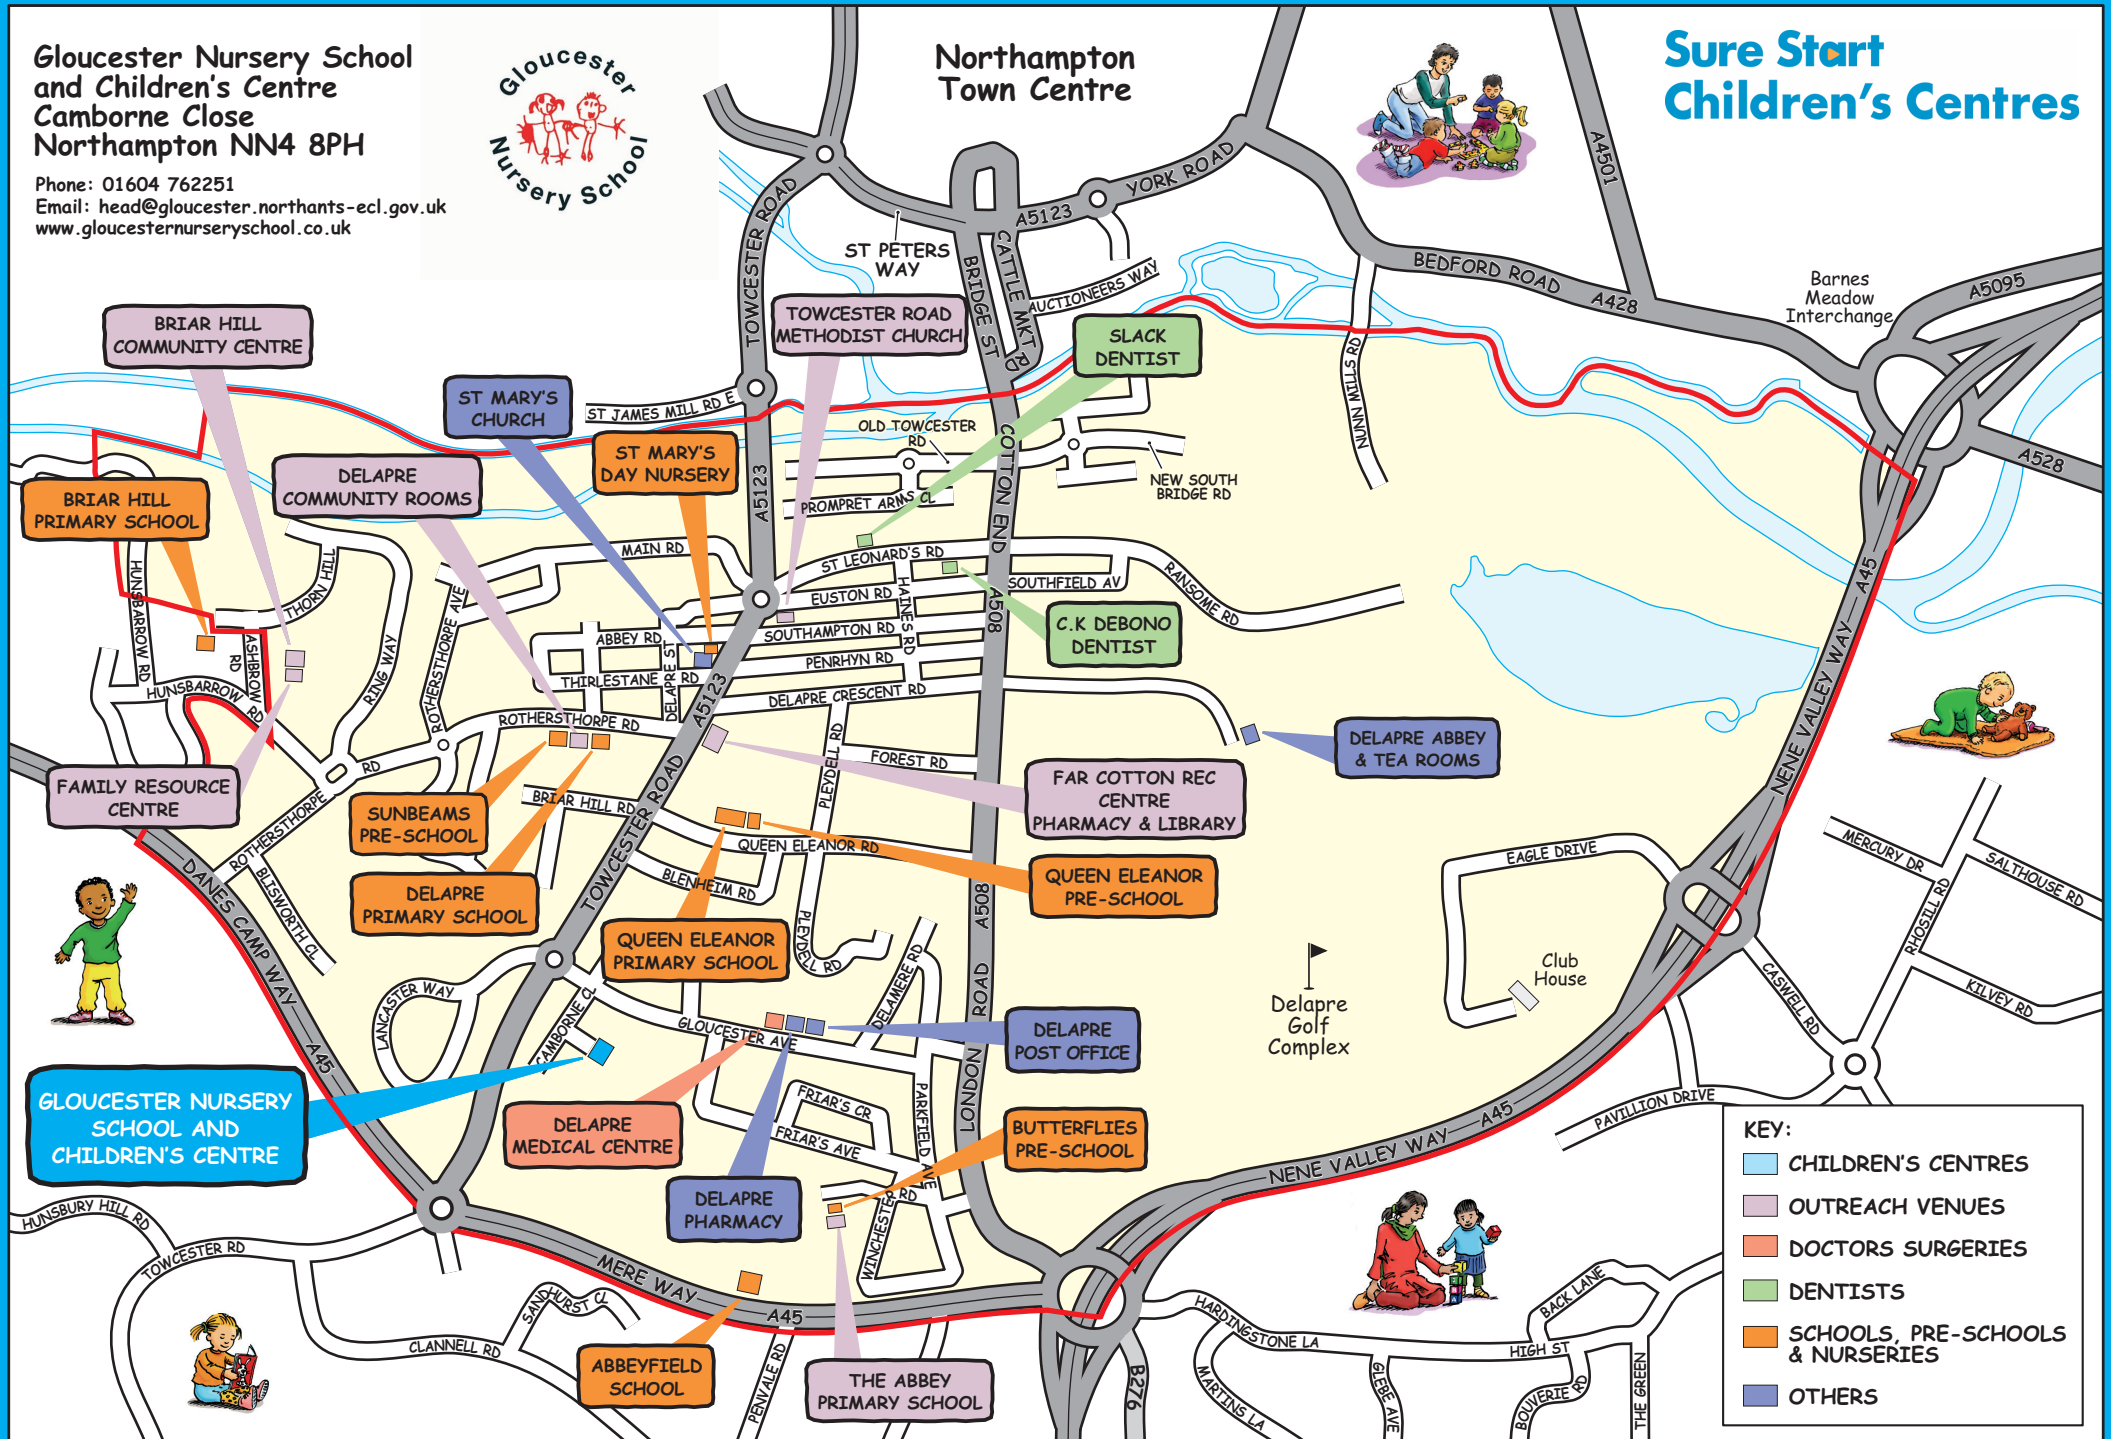 Gloucester Nursery School
and Children's Centre
Camborne Close
Northampton NN4 8PH
Phone: 01604 762251
Email: head@gloucester.northants-ecl.gov.uk
www.gloucesternurseryschool.co.uk
Gloucester
Nursery School
Northampton
Town Centre
Sure Start
Children's Centres
A4501
YORK ROAD
A5123
ST PETERS
WAY
TOWCESTER ROAD
BRIDGE ST
CATTLE MKT RD
AUCTIONEERS WAY
BEDFORD ROAD
A428
Barnes
Meadow
Interchange
A5095
A528
NUNN MILLS RD
BRIAR HILL
COMMUNITY CENTRE
TOWCESTER ROAD
METHODIST CHURCH
SLACK
DENTIST
ST MARY'S
CHURCH
ST JAMES MILL RD E
OLD TOWCESTER
RD
ST MARY'S
DAY NURSERY
DELAPRE
COMMUNITY ROOMS
BRIAR HILL
PRIMARY SCHOOL
A5123
COTTON END
NEW SOUTH
BRIDGE RD
PROMPRET ARMS CL
MAIN RD
ST LEONARD'S RD
SOUTHFIELD AV
RANSOME RD
EUSTON RD
HAINES RD
A508
C.K DEBONO
DENTIST
HUNSBARROW RD
THORN HILL
ASHBROW
RD
RING WAY
ROTHERSTHORPE AVE
ABBEY RD
SOUTHAMPTON RD
DELAPRE ST
PENRHYN RD
THIRLESTANE RD
HUNSBARROW
RD
A5123
DELAPRE CRESCENT RD
ROTHERSTHORPE RD
PLEYDELL RD
FOREST RD
DELAPRE ABBEY
& TEA ROOMS
FAR COTTON REC
CENTRE
PHARMACY & LIBRARY
FAMILY RESOURCE
CENTRE
ROTHERSTHORPE
RD
SUNBEAMS
PRE-SCHOOL
BRIAR HILL RD
TOWCESTER ROAD
QUEEN ELEANOR RD
BLENHEIM RD
DELAPRE
PRIMARY SCHOOL
QUEEN ELEANOR
PRE-SCHOOL
QUEEN ELEANOR
PRIMARY SCHOOL
PLEYDELL RD
A508
DANES CAMP WAY
A45
BLISWORTH CL
LANCASTER WAY
CAMBORNE CL
GLOUCESTER AVE
DELAMERE RD
LONDON ROAD
DELAPRE
POST OFFICE
Delapre
Golf
Complex
Club
House
EAGLE DRIVE
NENE VALLEY WAY
A45
MERCURY DR
SALTHOUSE RD
RHOSILL RD
KILVEY RD
CASWELL RD
PAVILLION DRIVE
GLOUCESTER NURSERY
SCHOOL AND
CHILDREN'S CENTRE
DELAPRE
MEDICAL CENTRE
FRIAR'S CR
FRIAR'S AVE
PARKFIELD AVE
BUTTERFLIES
PRE-SCHOOL
DELAPRE
PHARMACY
WINCHESTER RD
NENE VALLEY WAY
A45
HUNSBURY HILL RD
TOWCESTER RD
MERE WAY
A45
SANDHURST CL
CLANNELL RD
ABBEYFIELD
SCHOOL
PENVALE RD
THE ABBEY
PRIMARY SCHOOL
B276
HARDINGSTONE LA
MARTINS LA
GLEBE AVE
HIGH ST
BACK LANE
BOUVERIE RD
THE GREEN
KEY:
CHILDREN'S CENTRES
OUTREACH VENUES
DOCTORS SURGERIES
DENTISTS
SCHOOLS, PRE-SCHOOLS
& NURSERIES
OTHERS